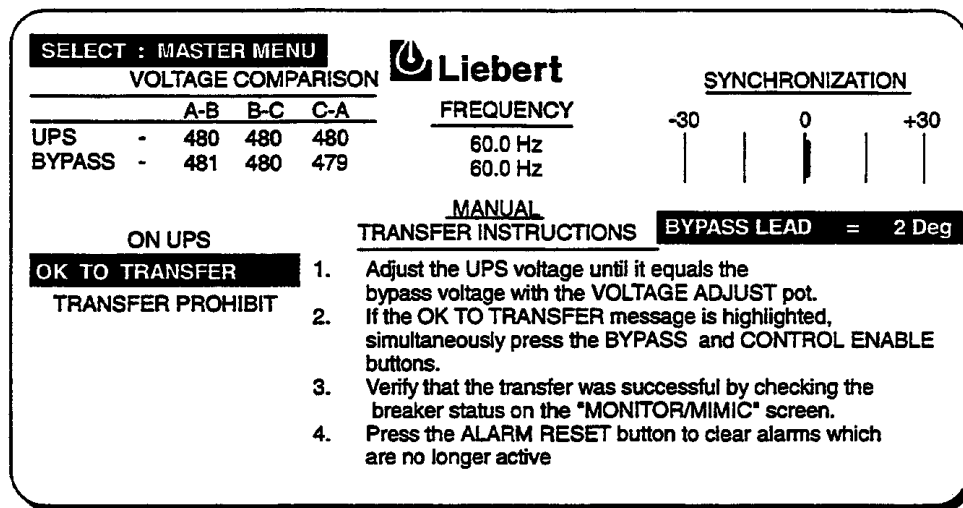 SELECT : MASTER MENU
Liebert
VOLTAGE COMPARISON
A-B B-C C-A
UPS - 480 480 480
BYPASS - 481 480 479
FREQUENCY
60.0 Hz
60.0 Hz
SYNCHRONIZATION
-30 0 +30
BYPASS LEAD = 2 Deg
ON UPS
OK TO TRANSFER
TRANSFER PROHIBIT
MANUAL
TRANSFER INSTRUCTIONS
1. Adjust the UPS voltage until it equals the
bypass voltage with the VOLTAGE ADJUST pot.
2. If the OK TO TRANSFER message is highlighted,
simultaneously press the BYPASS and CONTROL ENABLE
buttons.
3. Verify that the transfer was successful by checking the
breaker status on the "MONITOR/MIMIC" screen.
4. Press the ALARM RESET button to clear alarms which
are no longer active